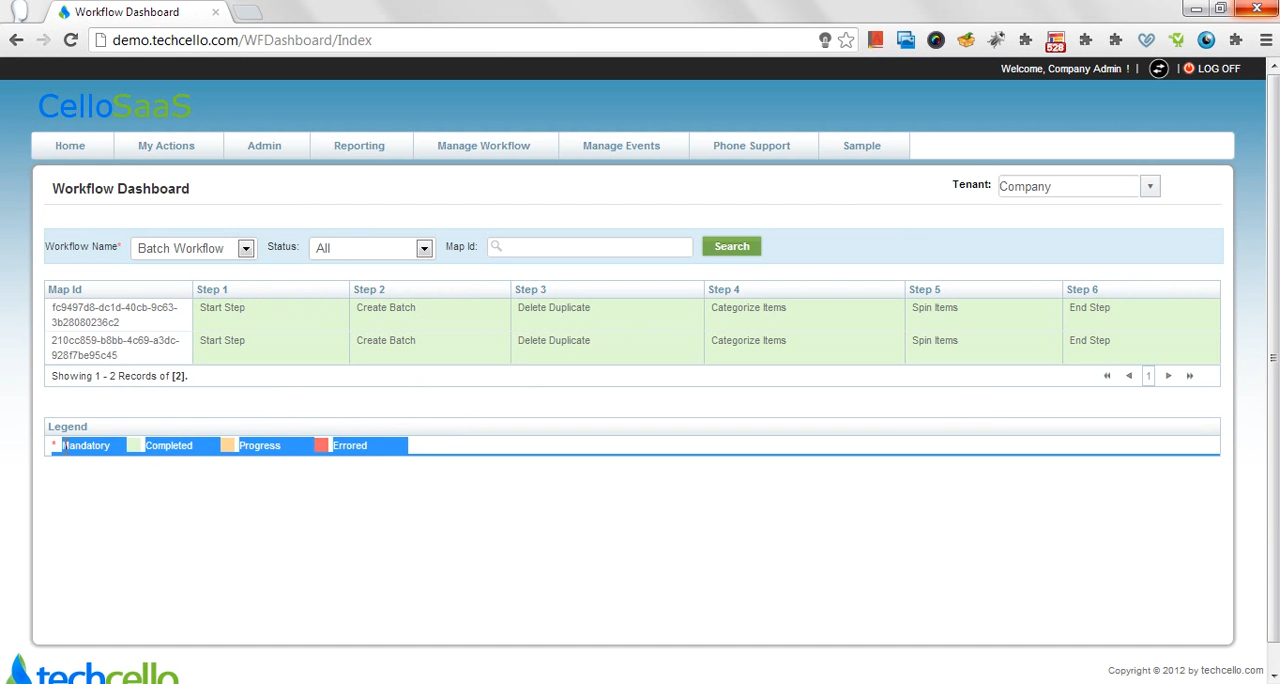 Workflow Dashboard ×
demo.techcello.com/WFDashboard/Index
528
Welcome, Company Admin ! | | LOG OFF
CelloSaaS
Home My Actions Admin Reporting Manage Workflow Manage Events Phone Support Sample
Workflow Dashboard
Tenant: Company
Workflow Name* Batch Workflow Status: All Map Id: Search
Map Id Step 1 Step 2 Step 3 Step 4 Step 5 Step 6
fc9497d8-dc1d-40cb-9c63- Start Step Create Batch Delete Duplicate Categorize Items Spin Items End Step
3b28080236c2
210cc859-b8bb-4c69-a3dc- Start Step Create Batch Delete Duplicate Categorize Items Spin Items End Step
928f7be95c45
Showing 1 - 2 Records of [2]. 1
Legend
* Mandatory Completed Progress Errored
techcello
Copyright © 2012 by techcello.com